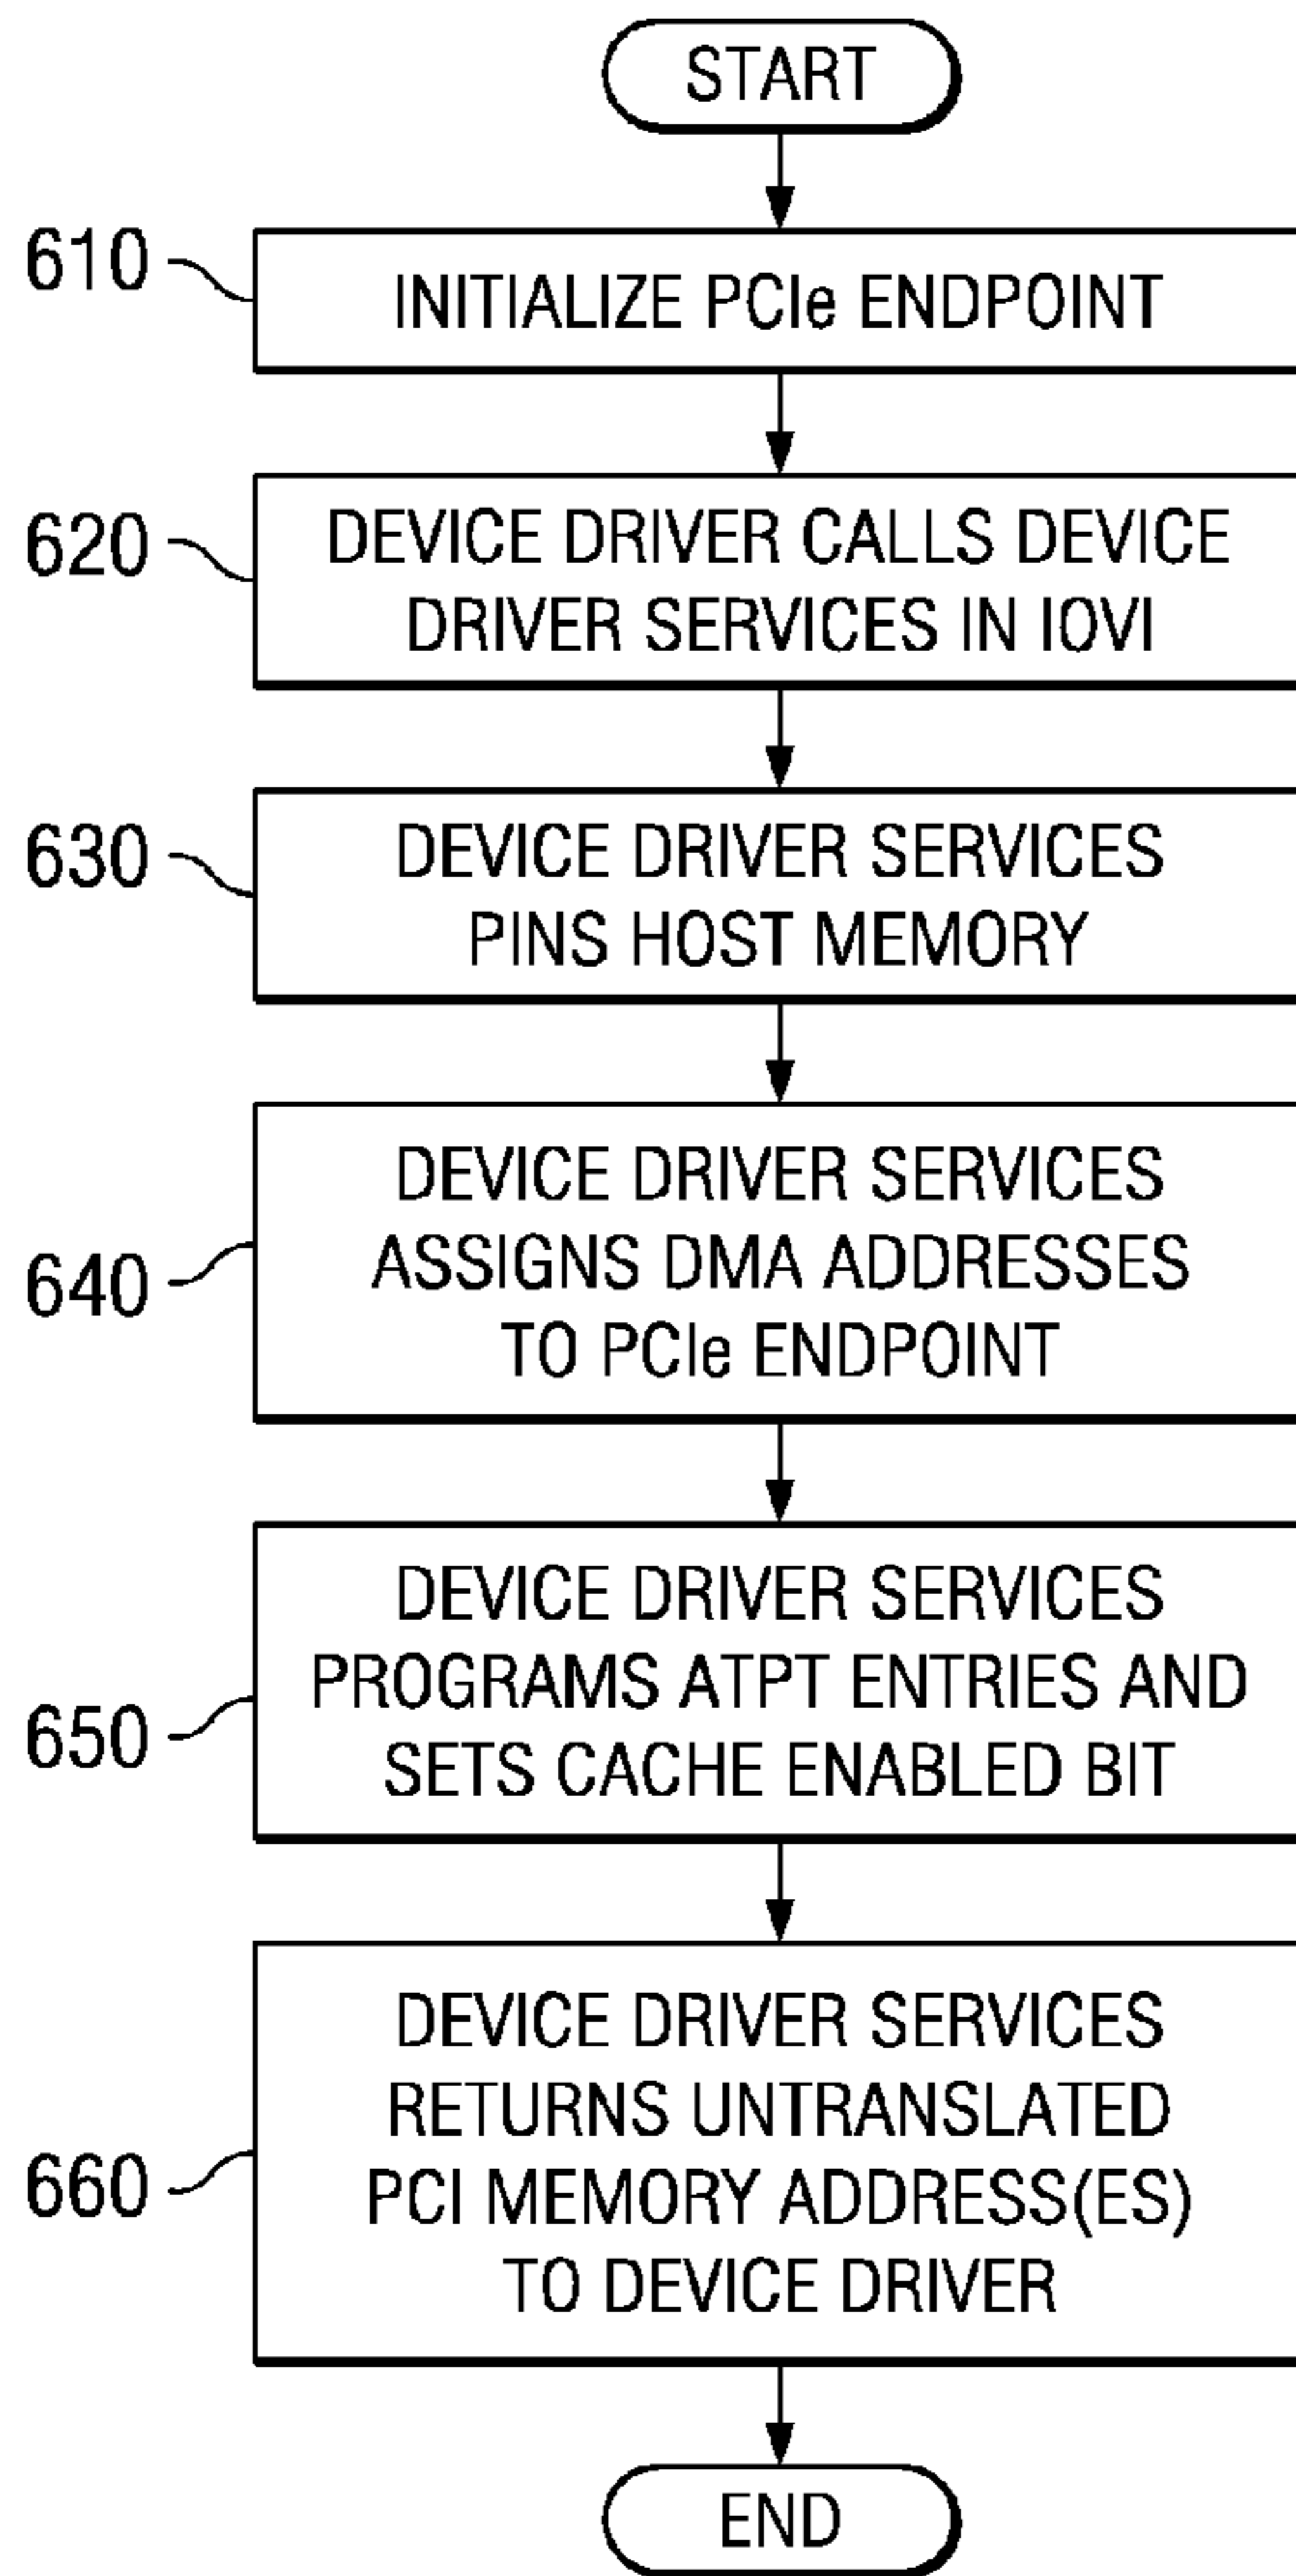 START
610
INITIALIZE PCIe ENDPOINT
620
DEVICE DRIVER CALLS DEVICE
DRIVER SERVICES IN IOVI
630
DEVICE DRIVER SERVICES
PINS HOST MEMORY
640
DEVICE DRIVER SERVICES
ASSIGNS DMA ADDRESSES
TO PCIe ENDPOINT
650
DEVICE DRIVER SERVICES
PROGRAMS ATPT ENTRIES AND
SETS CACHE ENABLED BIT
660
DEVICE DRIVER SERVICES
RETURNS UNTRANSLATED
PCI MEMORY ADDRESS(ES)
TO DEVICE DRIVER
END